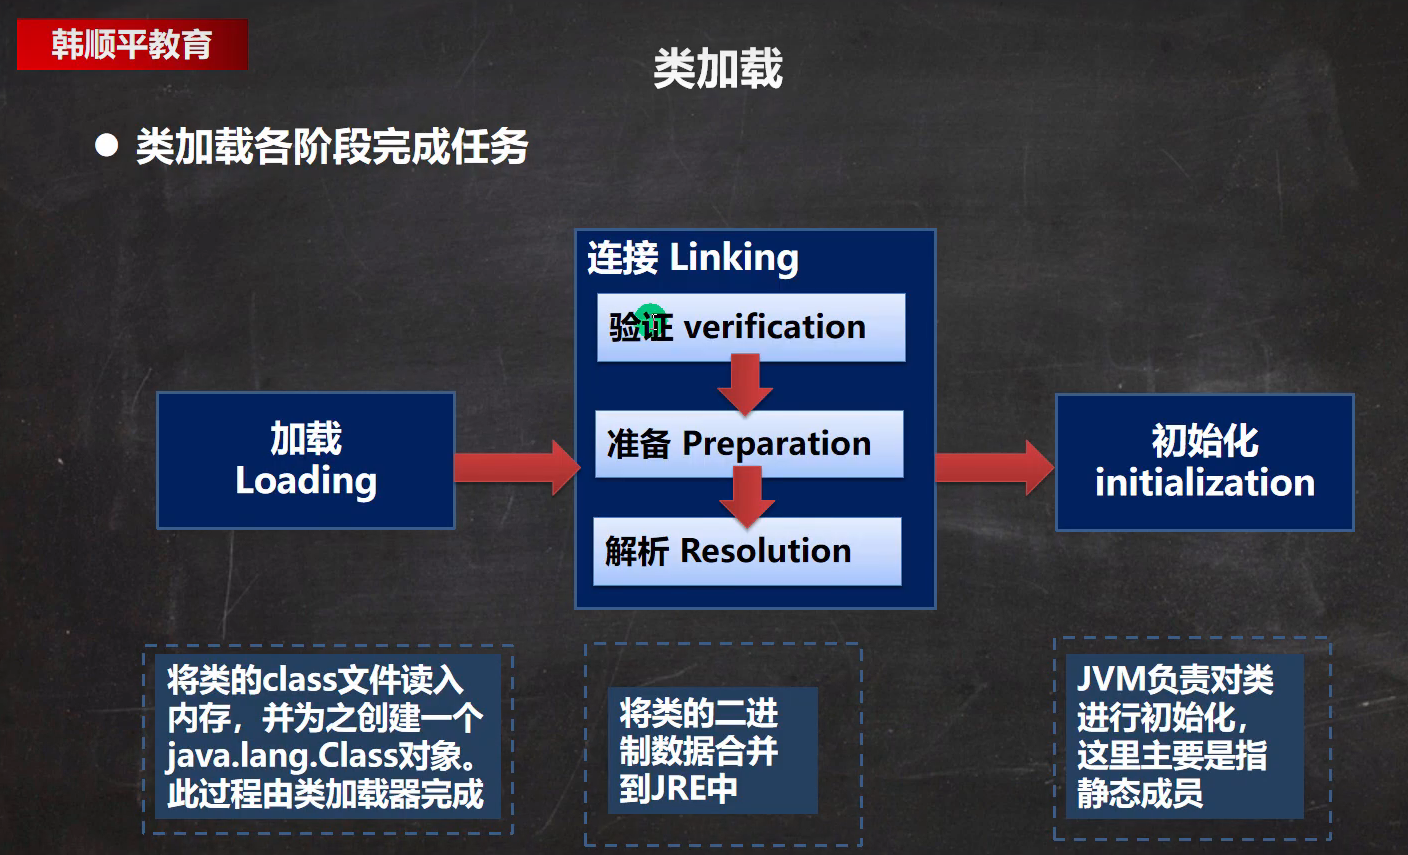 韩顺平教育
类加载
● 类加载各阶段完成任务
连接 Linking
验证 verification
准备 Preparation
解析 Resolution
加载
Loading
初始化
initialization
将类的class文件读入
内存，并为之创建一个
java.lang.Class对象。
此过程由类加载器完成
将类的二进
制数据合并
到JRE中
JVM负责对类
进行初始化，
这里主要是指
静态成员